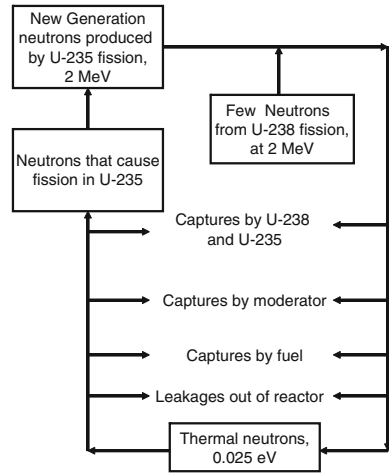 New Generation
neutrons produced
by U-235 fission,
2 MeV
Few Neutrons
from U-238 fission,
at 2 MeV
Neutrons that cause
fission in U-235
Captures by U-238
and U-235
Captures by moderator
Captures by fuel
Leakages out of reactor
Thermal neutrons,
0.025 eV